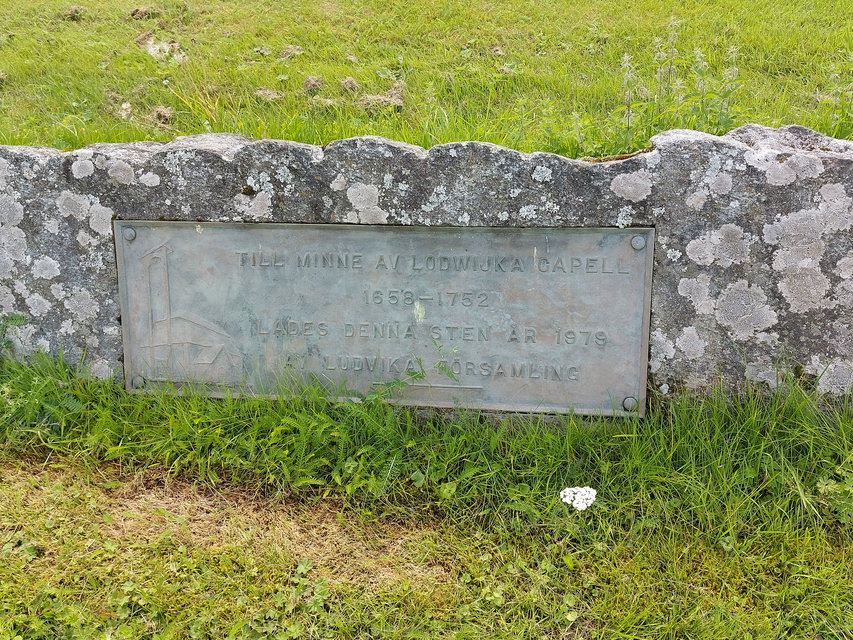 TILL MINNE AV LODWIJKA CAPELL
1658-1752
LADES DENNA STEN ÅR 1979
AV LUDVIKA FÖRSAMLING